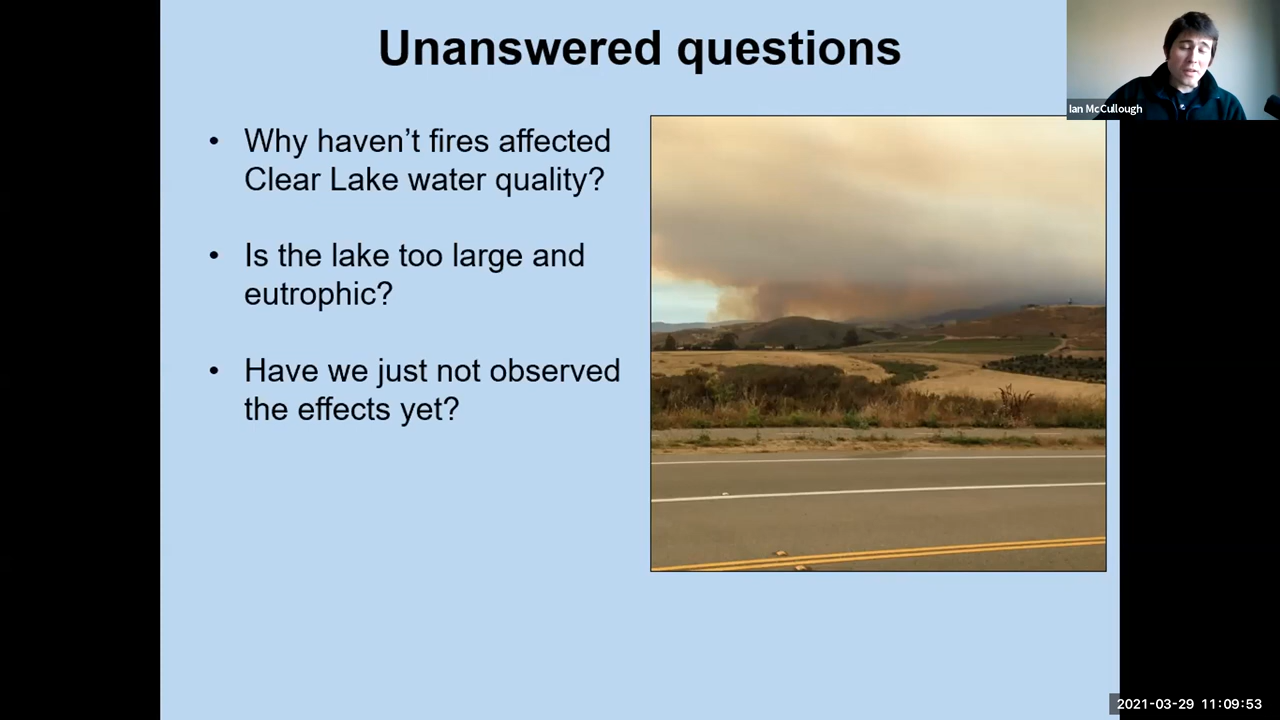 Unanswered questions
Ian McCullough
• Why haven’t fires affected
Clear Lake water quality?
• Is the lake too large and
eutrophic?
• Have we just not observed
the effects yet?
2021-03-29 11:09:53